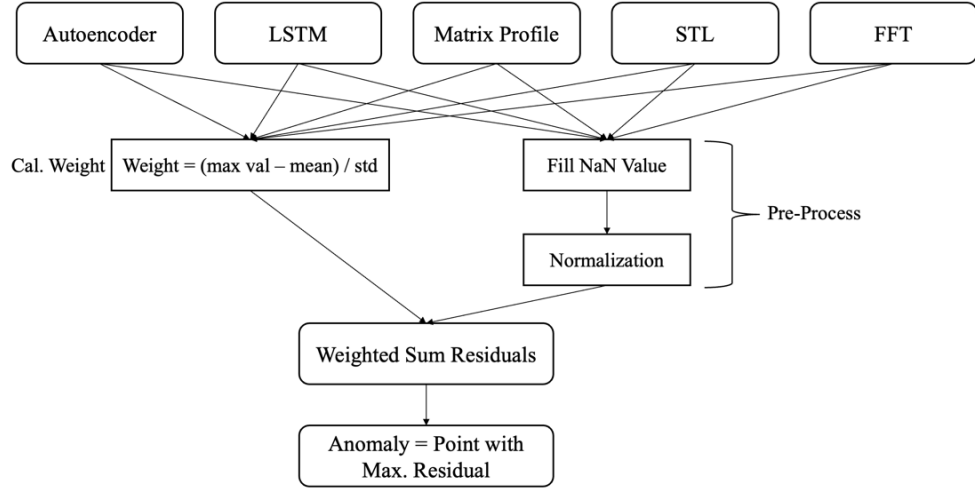 Autoencoder
LSTM
Matrix Profile
STL
FFT
Cal. Weight
Weight = (max val – mean) / std
Fill NaN Value
Pre-Process
Normalization
Weighted Sum Residuals
Anomaly = Point with
Max. Residual